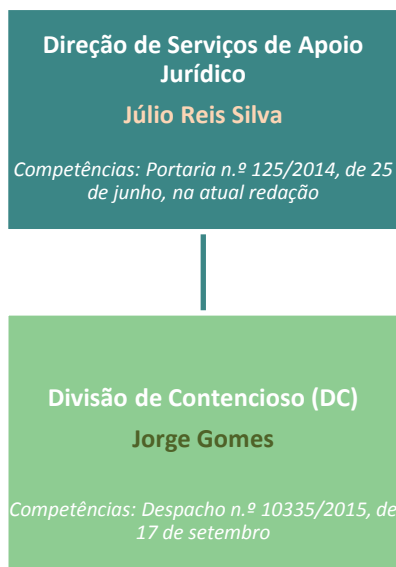 Direção de Serviços de Apoio
Jurídico
Júlio Reis Silva
Competências: Portaria n.º 125/2014, de 25
de junho, na atual redação
Divisão de Contencioso (DC)
Jorge Gomes
Competências: Despacho n.º 10335/2015, de
17 de setembro